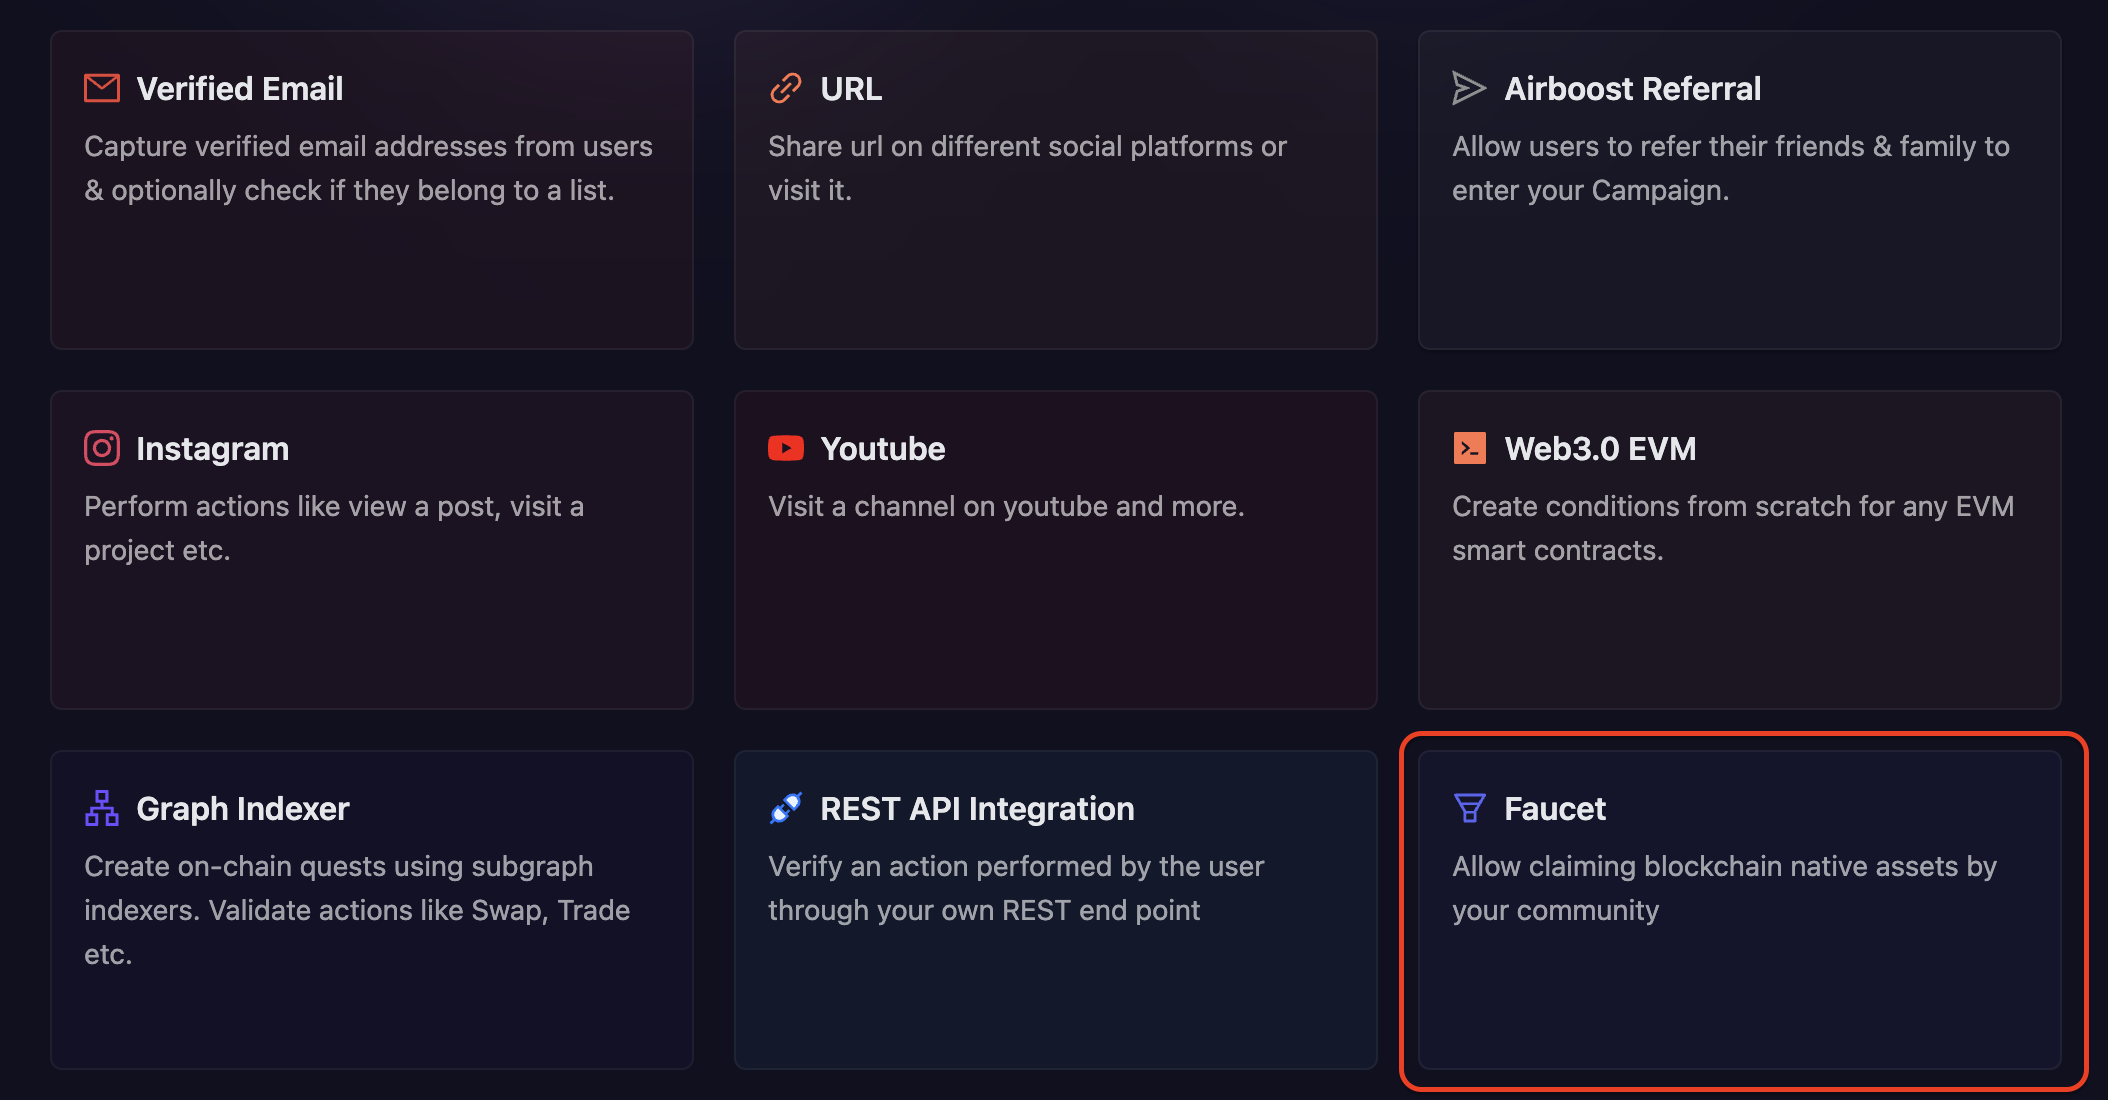 Verified Email
Capture verified email addresses from users
& optionally check if they belong to a list.
URL
Share url on different social platforms or
visit it.
Airboost Referral
Allow users to refer their friends & family to
enter your Campaign.
Instagram
Perform actions like view a post, visit a
project etc.
Youtube
Visit a channel on youtube and more.
Web3.0 EVM
Create conditions from scratch for any EVM
smart contracts.
Graph Indexer
Create on-chain quests using subgraph
indexers. Validate actions like Swap, Trade
etc.
REST API Integration
Verify an action performed by the user
through your own REST end point
Faucet
Allow claiming blockchain native assets by
your community